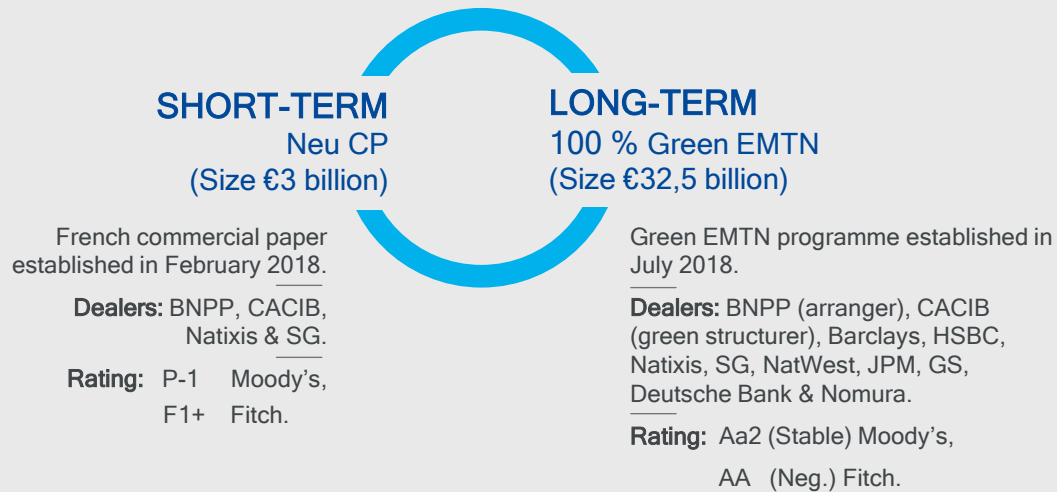 SHORT-TERM
Neu CP
(Size €3 billion)
French commercial paper
established in February 2018.
Dealers: BNPP, CACIB,
Natixis & SG.
Rating: P-1 Moody's,
F1+ Fitch.
LONG-TERM
100 % Green EMTN
(Size €32,5 billion)
Green EMTN programme established in
July 2018.
Dealers: BNPP (arranger), CACIB
(green structurer), Barclays, HSBC,
Natixis, SG, NatWest, JPM, GS,
Deutsche Bank & Nomura.
Rating: Aa2 (Stable) Moody's,
AA (Neg.) Fitch.